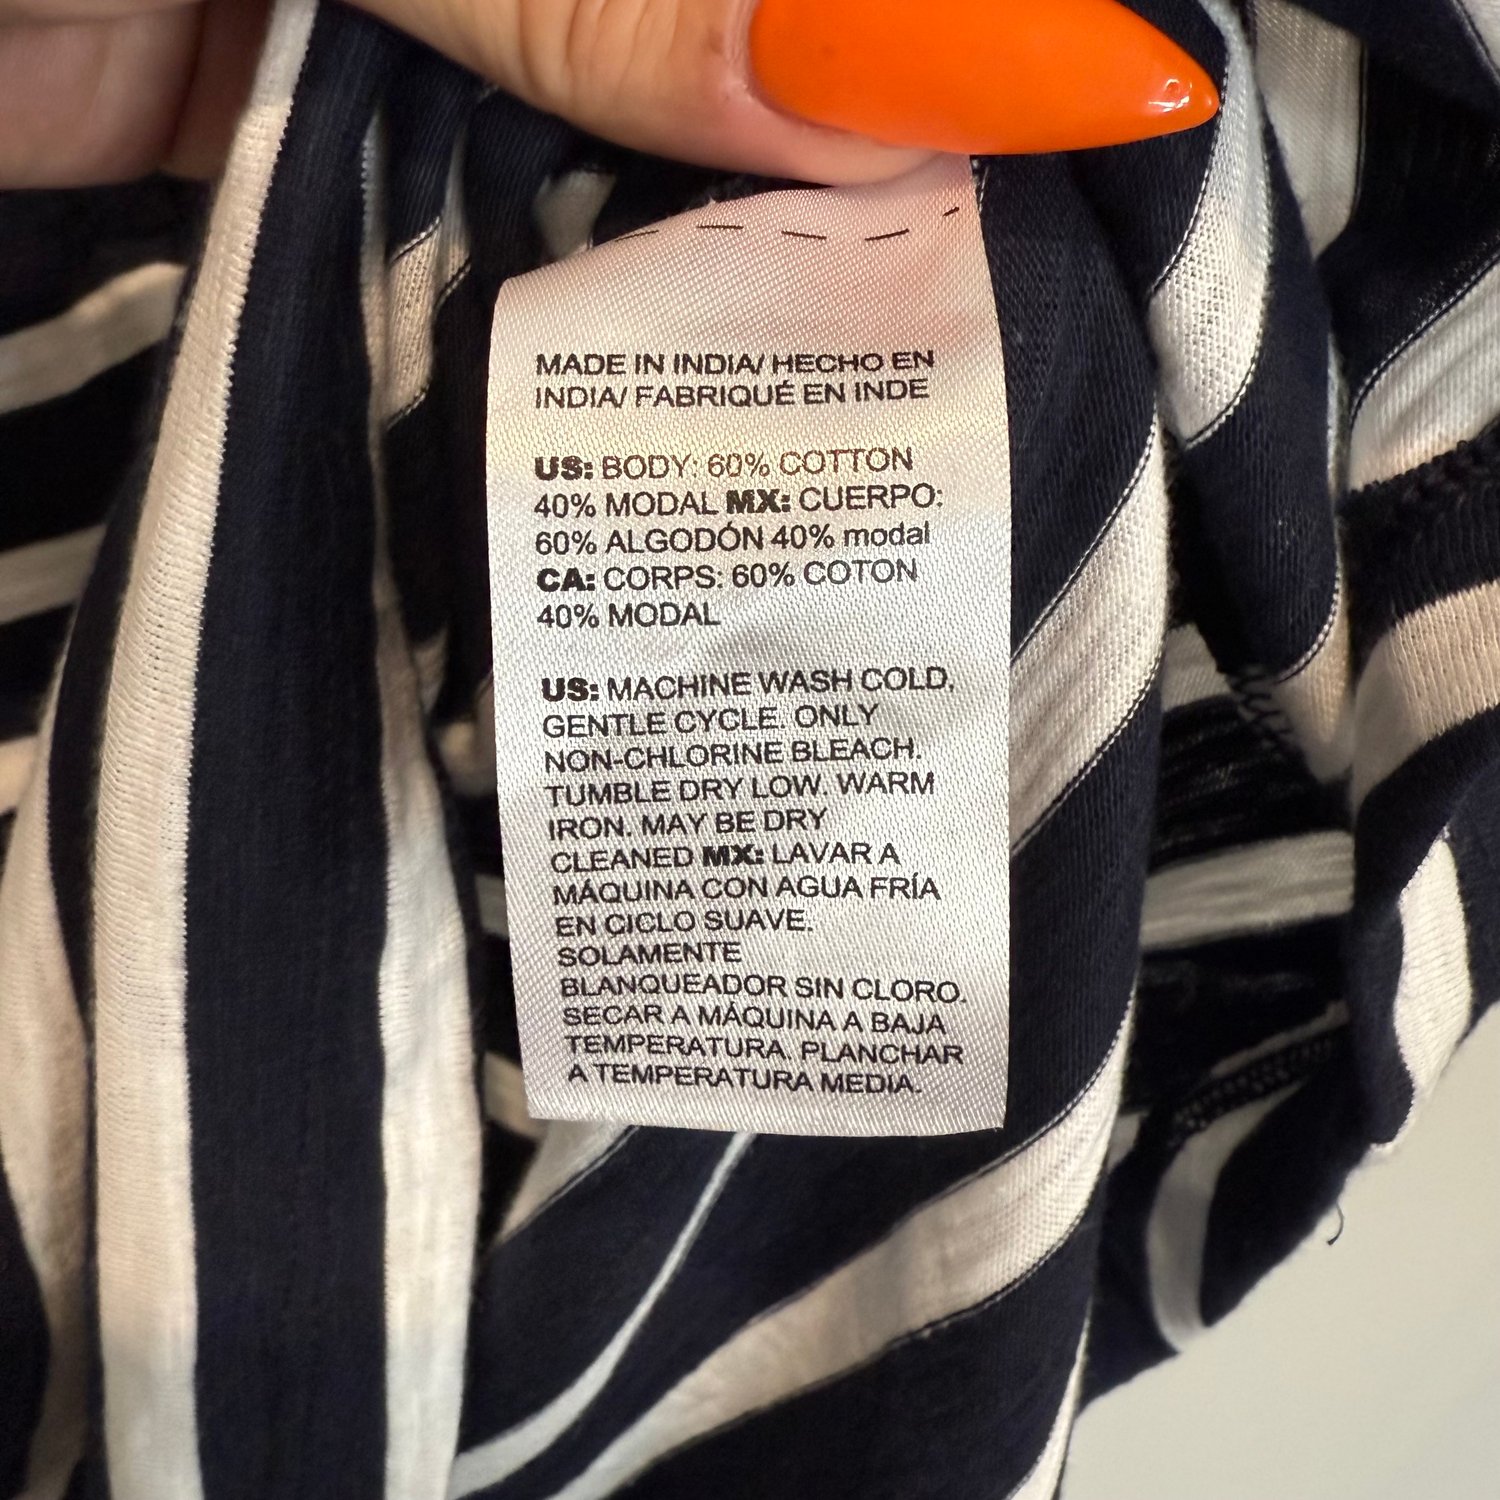 MADE IN INDIA/ HECHO EN
INDIA/ FABRIQUÉ EN INDE
US: BODY: 60% COTTON
40% MODAL MX: CUERPO:
60% ALGODÓN 40% modal
CA: CORPS: 60% COTON
40% MODAL
US: MACHINE WASH COLD,
GENTLE CYCLE. ONLY
NON-CHLORINE BLEACH.
TUMBLE DRY LOW. WARM
IRON. MAY BE DRY
CLEANED MX: LAVAR A
MÁQUINA CON AGUA FRÍA
EN CICLO SUAVE.
SOLAMENTE
BLANQUEADOR SIN CLORO.
SECAR A MÁQUINA A BAJA
TEMPERATURA. PLANCHAR
A TEMPERATURA MEDIA.